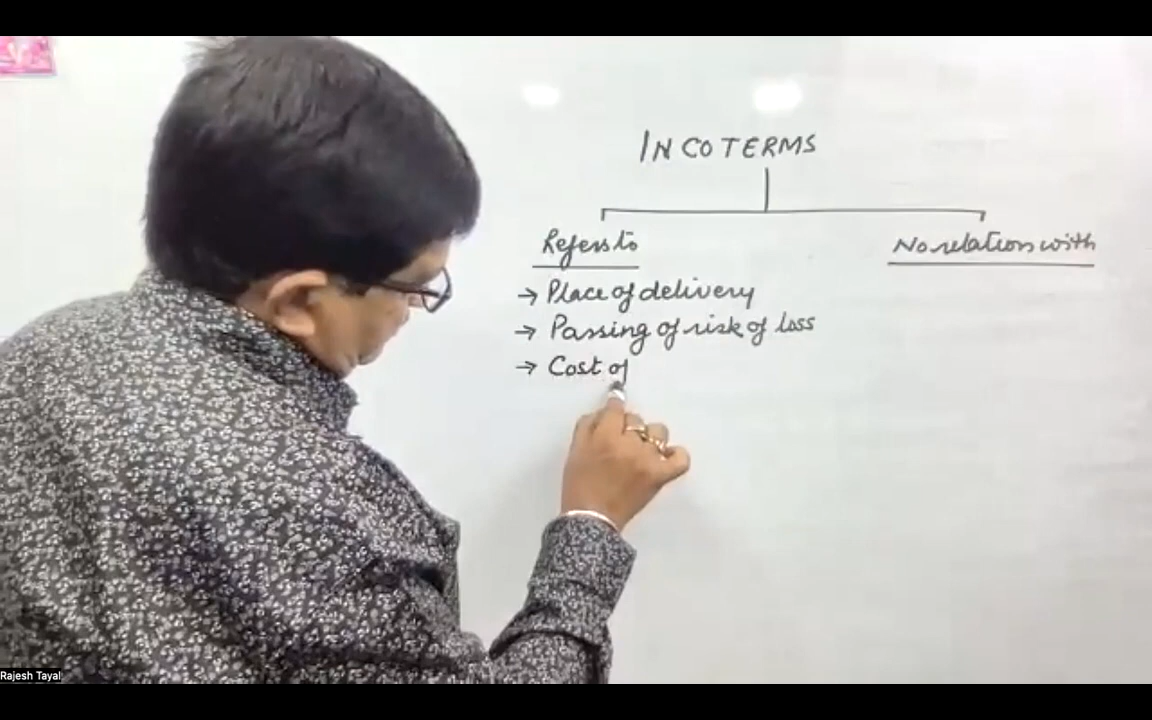 INCOTERMS
Refers to
No relation with
→ Place of delivery
→ Passing of risk of loss
→ Cost of
Rajesh Tayal